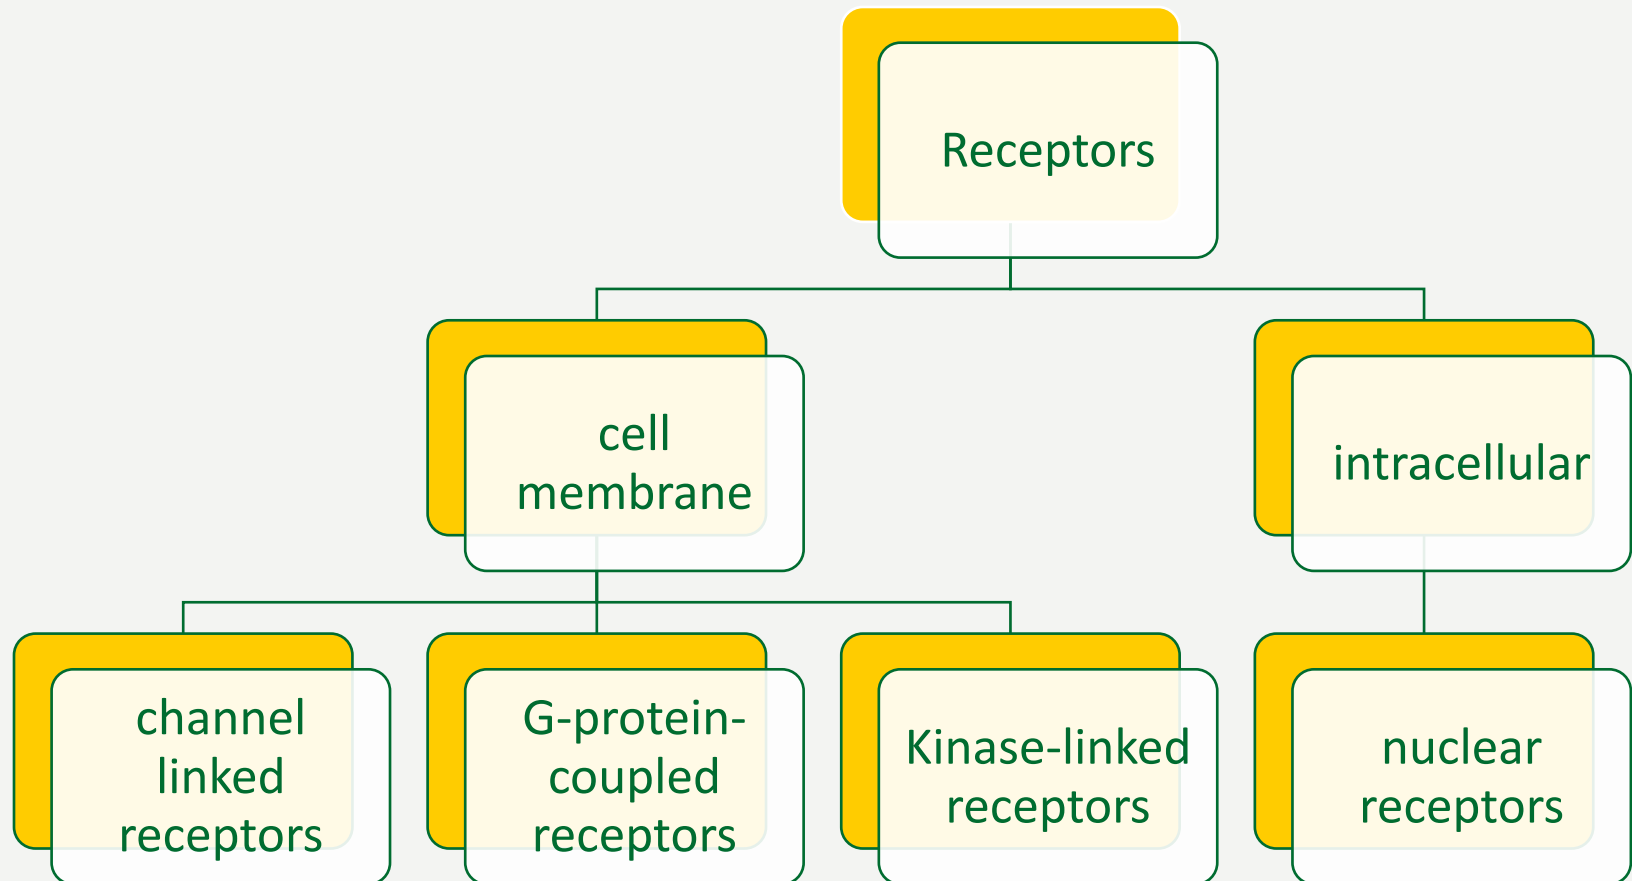 Receptors
cell
membrane
intracellular
channel
linked
receptors
G-protein-
coupled
receptors
Kinase-linked
receptors
nuclear
receptors